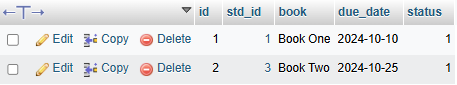 ←T→ id std_id book due_date status
Edit Copy Delete 1 1 Book One 2024-10-10 1
Edit Copy Delete 2 3 Book Two 2024-10-25 1